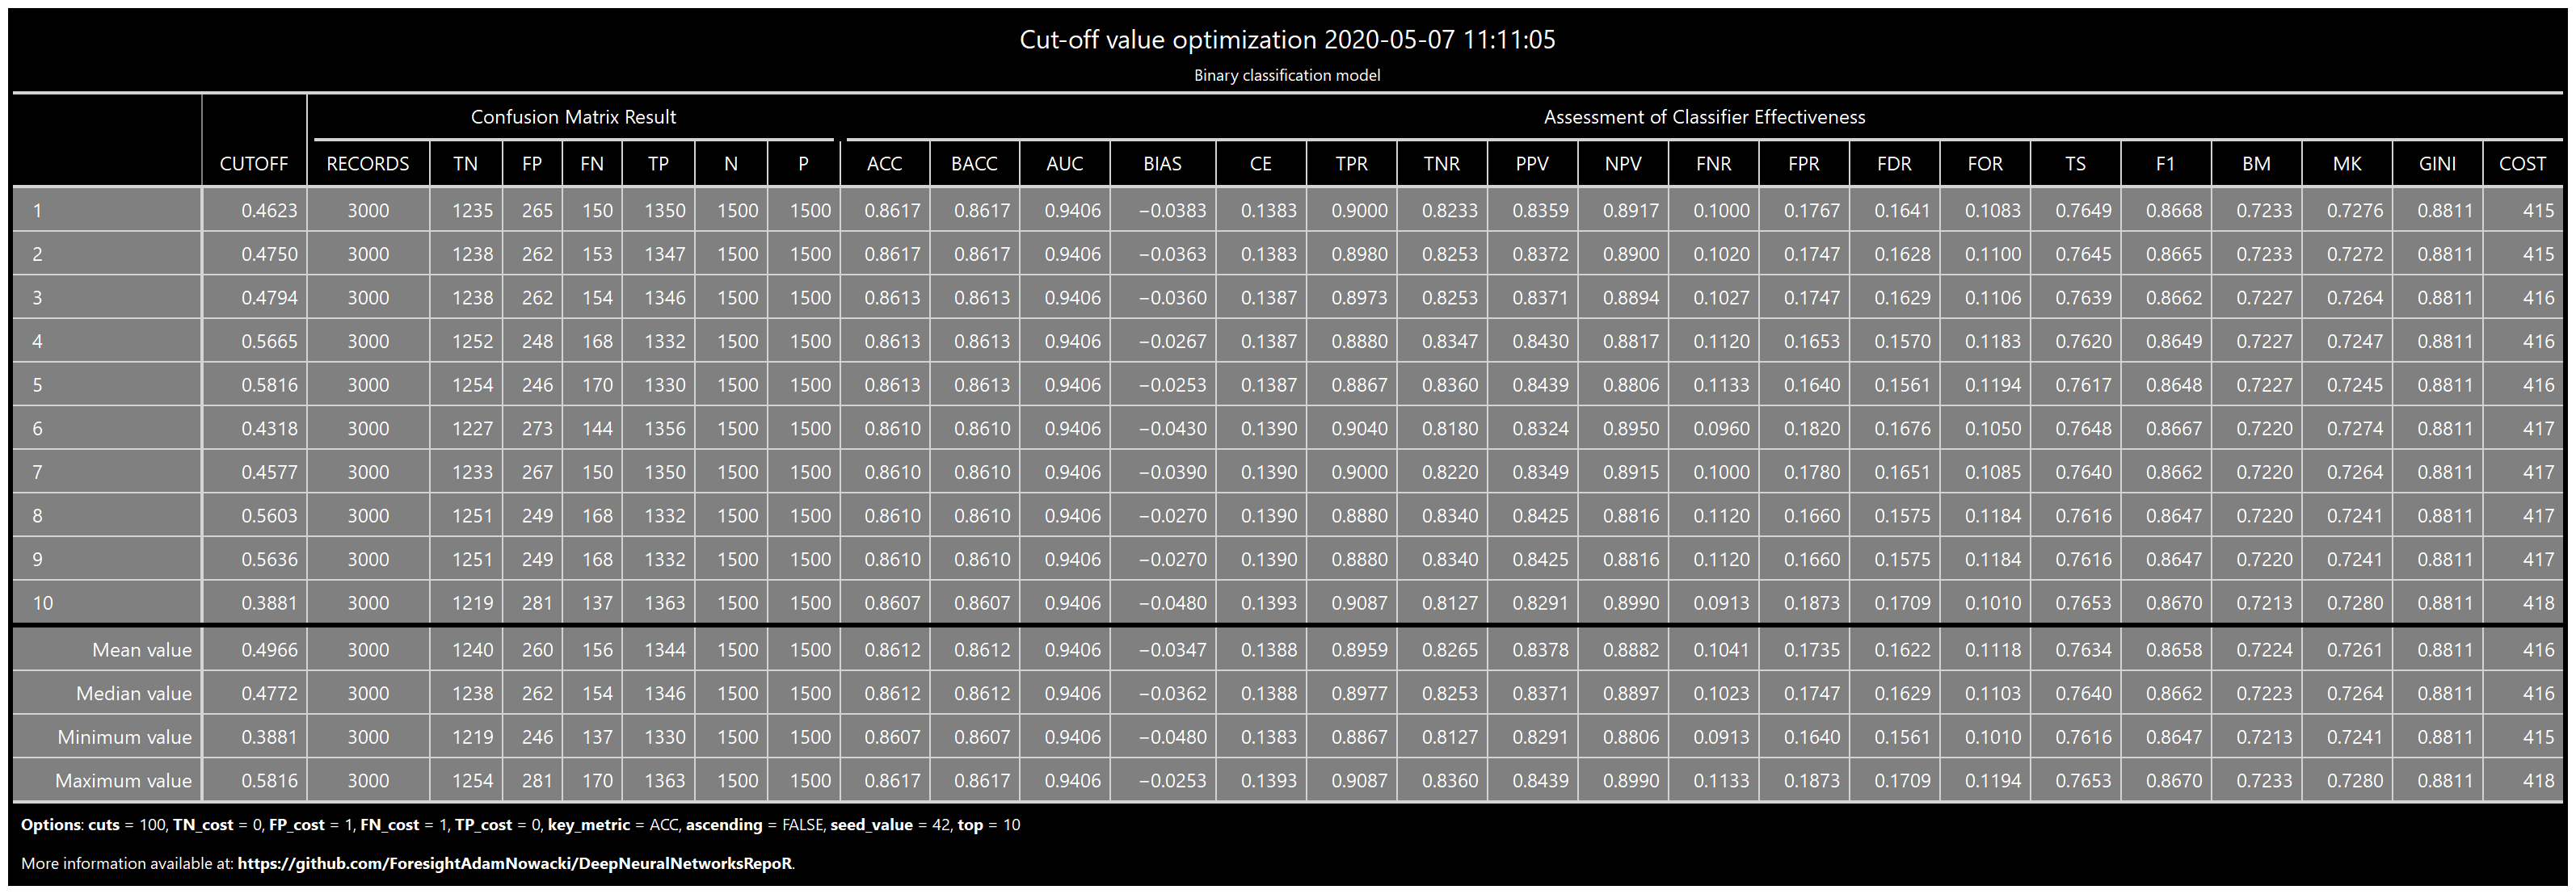 Cut-off value optimization 2020-05-07 11:11:05
Binary classification model
Confusion Matrix Result Assessment of Classifier Effectiveness
CUTOFF RECORDS TN FP FN TP N P ACC BACC AUC BIAS CE TPR TNR PPV NPV FNR FPR FDR FOR TS F1 BM MK GINI COST
1 0.4623 3000 1235 265 150 1350 1500 1500 0.8617 0.8617 0.9406 −0.0383 0.1383 0.9000 0.8233 0.8359 0.8917 0.1000 0.1767 0.1641 0.1083 0.7649 0.8668 0.7233 0.7276 0.8811 415
2 0.4750 3000 1238 262 153 1347 1500 1500 0.8617 0.8617 0.9406 −0.0363 0.1383 0.8980 0.8253 0.8372 0.8900 0.1020 0.1747 0.1628 0.1100 0.7645 0.8665 0.7233 0.7272 0.8811 415
3 0.4794 3000 1238 262 154 1346 1500 1500 0.8613 0.8613 0.9406 −0.0360 0.1387 0.8973 0.8253 0.8371 0.8894 0.1027 0.1747 0.1629 0.1106 0.7639 0.8662 0.7227 0.7264 0.8811 416
4 0.5665 3000 1252 248 168 1332 1500 1500 0.8613 0.8613 0.9406 −0.0267 0.1387 0.8880 0.8347 0.8430 0.8817 0.1120 0.1653 0.1570 0.1183 0.7620 0.8649 0.7227 0.7247 0.8811 416
5 0.5816 3000 1254 246 170 1330 1500 1500 0.8613 0.8613 0.9406 −0.0253 0.1387 0.8867 0.8360 0.8439 0.8806 0.1133 0.1640 0.1561 0.1194 0.7617 0.8648 0.7227 0.7245 0.8811 416
6 0.4318 3000 1227 273 144 1356 1500 1500 0.8610 0.8610 0.9406 −0.0430 0.1390 0.9040 0.8180 0.8324 0.8950 0.0960 0.1820 0.1676 0.1050 0.7648 0.8667 0.7220 0.7274 0.8811 417
7 0.4577 3000 1233 267 150 1350 1500 1500 0.8610 0.8610 0.9406 −0.0390 0.1390 0.9000 0.8220 0.8349 0.8915 0.1000 0.1780 0.1651 0.1085 0.7640 0.8662 0.7220 0.7264 0.8811 417
8 0.5603 3000 1251 249 168 1332 1500 1500 0.8610 0.8610 0.9406 −0.0270 0.1390 0.8880 0.8340 0.8425 0.8816 0.1120 0.1660 0.1575 0.1184 0.7616 0.8647 0.7220 0.7241 0.8811 417
9 0.5636 3000 1251 249 168 1332 1500 1500 0.8610 0.8610 0.9406 −0.0270 0.1390 0.8880 0.8340 0.8425 0.8816 0.1120 0.1660 0.1575 0.1184 0.7616 0.8647 0.7220 0.7241 0.8811 417
10 0.3881 3000 1219 281 137 1363 1500 1500 0.8607 0.8607 0.9406 −0.0480 0.1393 0.9087 0.8127 0.8291 0.8990 0.0913 0.1873 0.1709 0.1010 0.7653 0.8670 0.7213 0.7280 0.8811 418
Mean value 0.4966 3000 1240 260 156 1344 1500 1500 0.8612 0.8612 0.9406 −0.0347 0.1388 0.8959 0.8265 0.8378 0.8882 0.1041 0.1735 0.1622 0.1118 0.7634 0.8658 0.7224 0.7261 0.8811 416
Median value 0.4772 3000 1238 262 154 1346 1500 1500 0.8612 0.8612 0.9406 −0.0362 0.1388 0.8977 0.8253 0.8371 0.8897 0.1023 0.1747 0.1629 0.1103 0.7640 0.8662 0.7223 0.7264 0.8811 416
Minimum value 0.3881 3000 1219 246 137 1330 1500 1500 0.8607 0.8607 0.9406 −0.0480 0.1383 0.8867 0.8127 0.8291 0.8806 0.0913 0.1640 0.1561 0.1010 0.7616 0.8647 0.7213 0.7241 0.8811 415
Maximum value 0.5816 3000 1254 281 170 1363 1500 1500 0.8617 0.8617 0.9406 −0.0253 0.1393 0.9087 0.8360 0.8439 0.8990 0.1133 0.1873 0.1709 0.1194 0.7653 0.8670 0.7233 0.7280 0.8811 418
Options: cuts = 100, TN_cost = 0, FP_cost = 1, FN_cost = 1, TP_cost = 0, key_metric = ACC, ascending = FALSE, seed_value = 42, top = 10
More information available at: https://github.com/ForesightAdamNowacki/DeepNeuralNetworksRepoR.